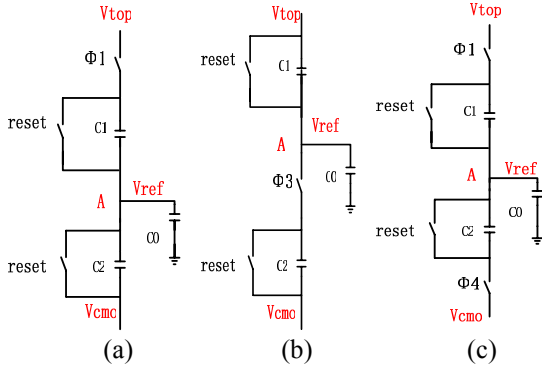 Vtop
Φ1
reset
C1
Vref
A
C0
reset
C2
Vcmo
(a)
Vtop
reset
C1
Vref
A
C0
Φ3
reset
C2
Vcmo
(b)
Vtop
Φ1
reset
C1
Vref
A
C0
reset
C2
Φ4
Vcmo
(c)